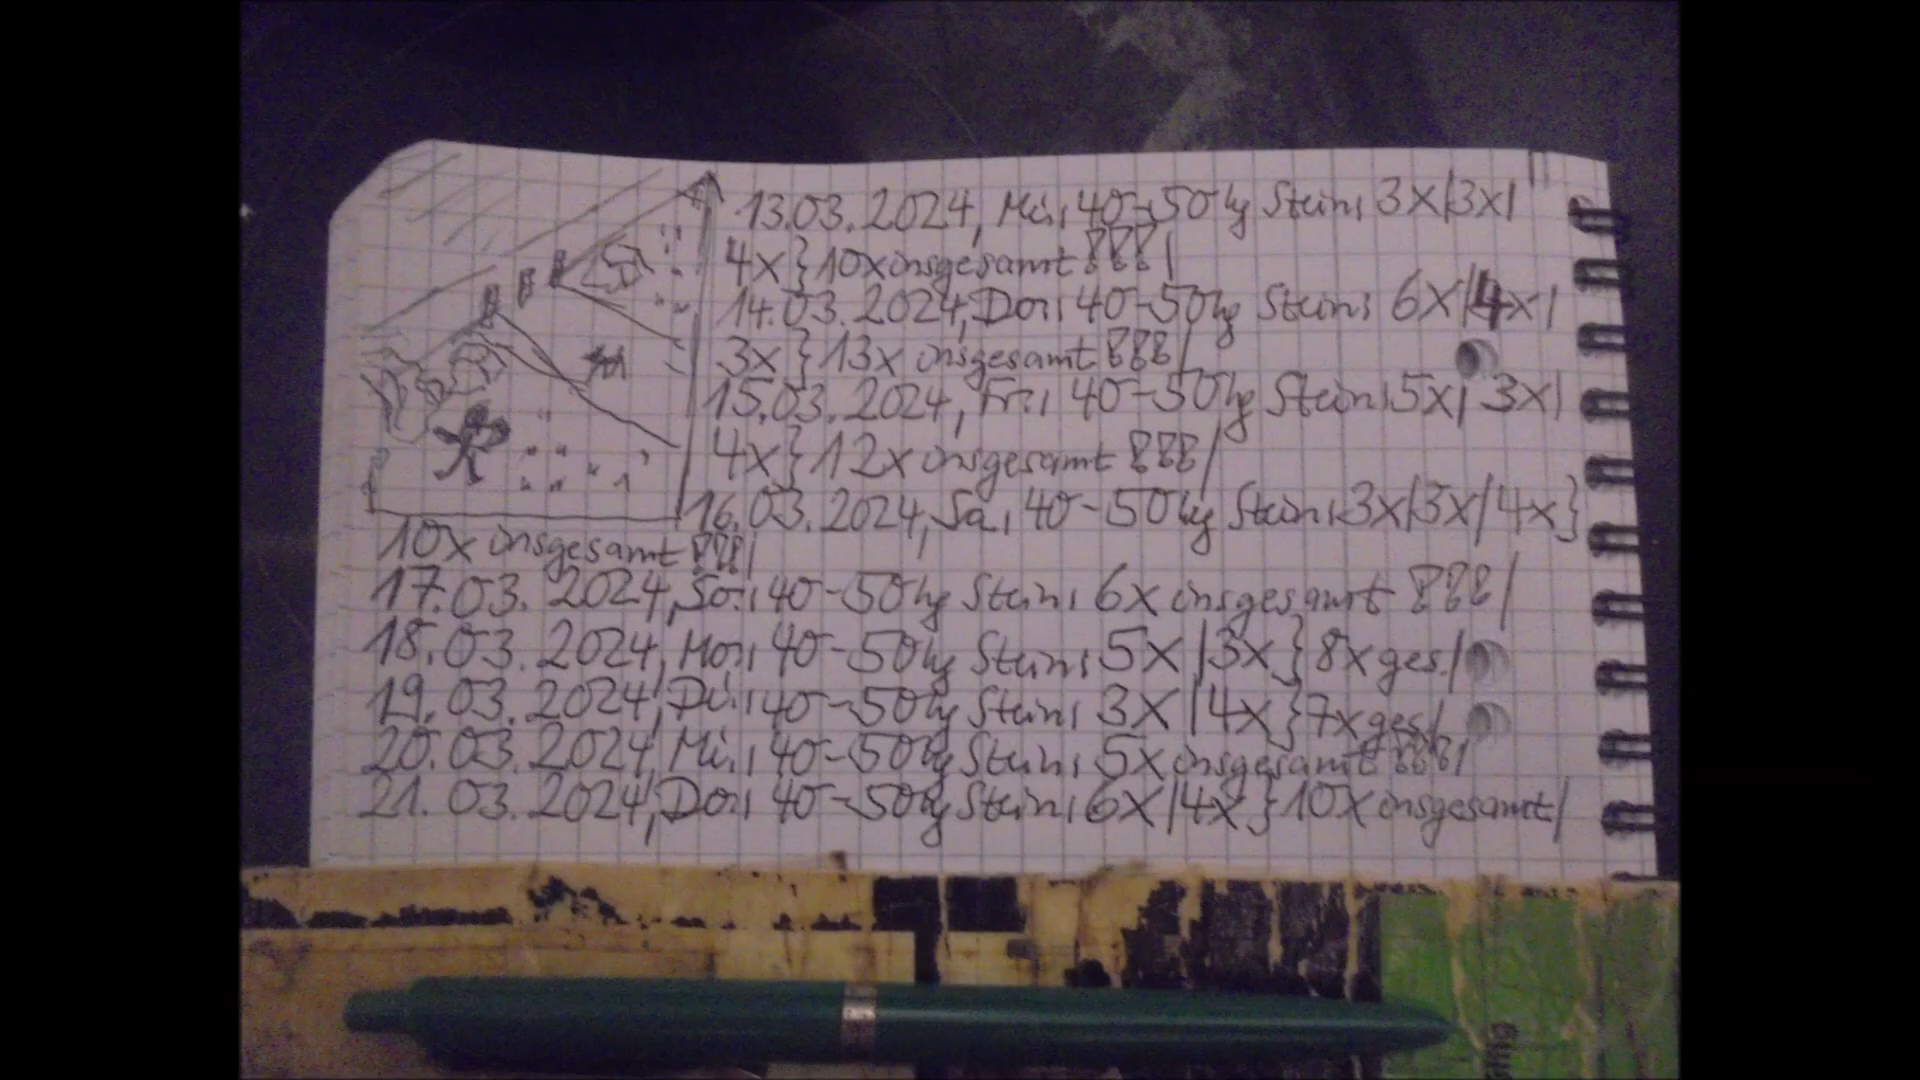 13.03.2024, Mi., 40-50kg Stein, 3x|3x|
4x}10x insgesamt!!!|
14.03.2024, Do., 40-50kg Stein, 6x|4x|
3x}13x insgesamt!!!|
15.03.2024, Fr., 40-50kg Stein, 5x|3x|
4x}12x insgesamt!!!|
16.03.2024, Sa., 40-50kg Stein, 3x|3x|4x}
10x insgesamt!!!|
17.03.2024, So., 40-50kg Stein, 6x insgesamt!!!|
18.03.2024, Mo., 40-50kg Stein, 5x|3x}8x ges.|
19.03.2024, Di., 40-50kg Stein, 3x|4x}7x ges.|
20.03.2024, Mi., 40-50kg Stein, 5x insgesamt!!!|
21.03.2024, Do., 40-50kg Stein, 6x|4x}10x insgesamt|